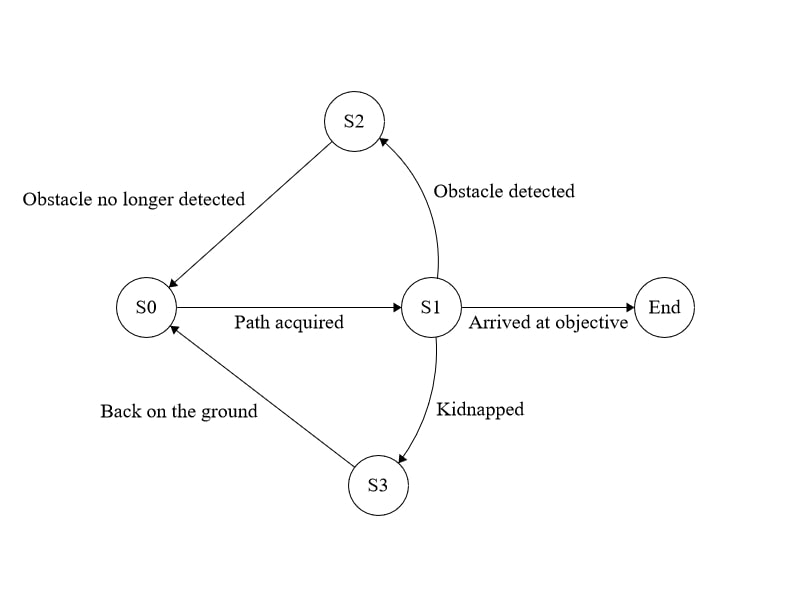 S2
Obstacle no longer detected
Obstacle detected
S0
Path acquired
S1
Arrived at objective
End
Back on the ground
Kidnapped
S3